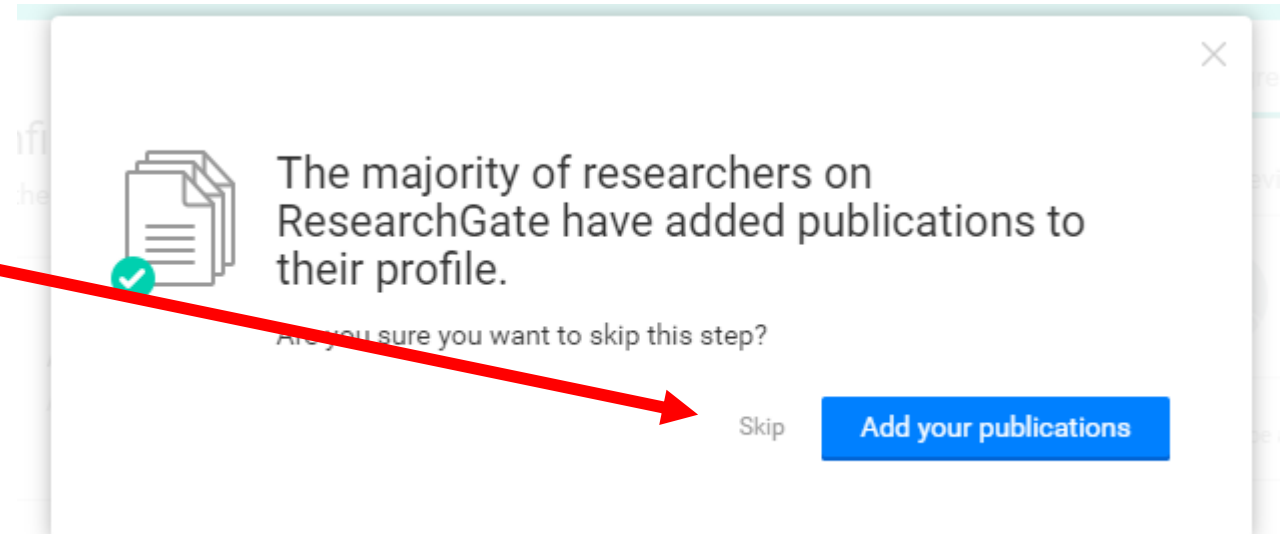 The majority of researchers on
ResearchGate have added publications to
their profile.
Are you sure you want to skip this step?
Skip
Add your publications